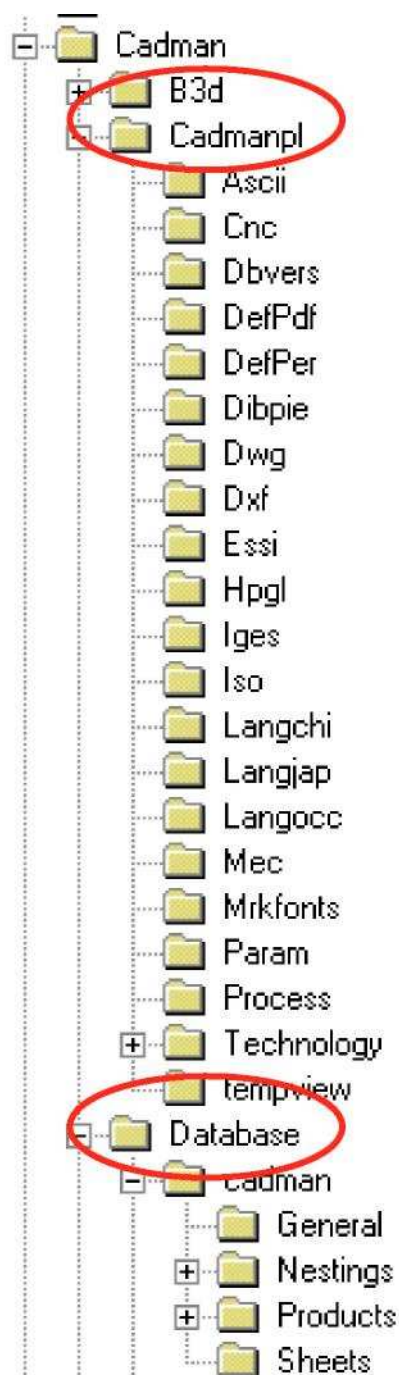 Cadman
B3d
Cadmanpl
Ascii
Cnc
Dbvers
DefPdf
DefPer
Dibpie
Dwg
Dxf
Essi
Hpgl
Iges
Iso
Langchi
Langjap
Langocc
Mec
Mrkfonts
Param
Process
Technology
tempview
Database
Cadman
General
Nestings
Products
Sheets